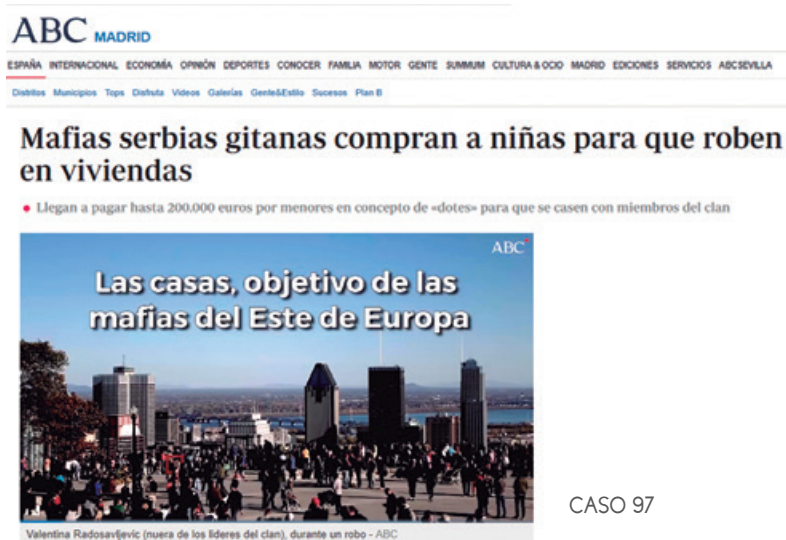 ABC MADRID
ESPAÑA INTERNACIONAL ECONOMÍA OPINIÓN DEPORTES CONOCER FAMILIA MOTOR GENTE SUMMUM CULTURA & OCIO MADRID EDICIONES SERVICIOS ABCSEVILLA
Distritos Municipios Tops Disfruta Videos Galerías Gente&Estilo Sucesos Plan B
Mafias serbias gitanas compran a niñas para que roben
en viviendas
• Llegan a pagar hasta 200.000 euros por menores en concepto de «dotes» para que se casen con miembros del clan
ABC
Las casas, objetivo de las
mafias del Este de Europa
CASO 97
Valentina Radosavljevic (nuera de los líderes del clan), durante un robo - ABC